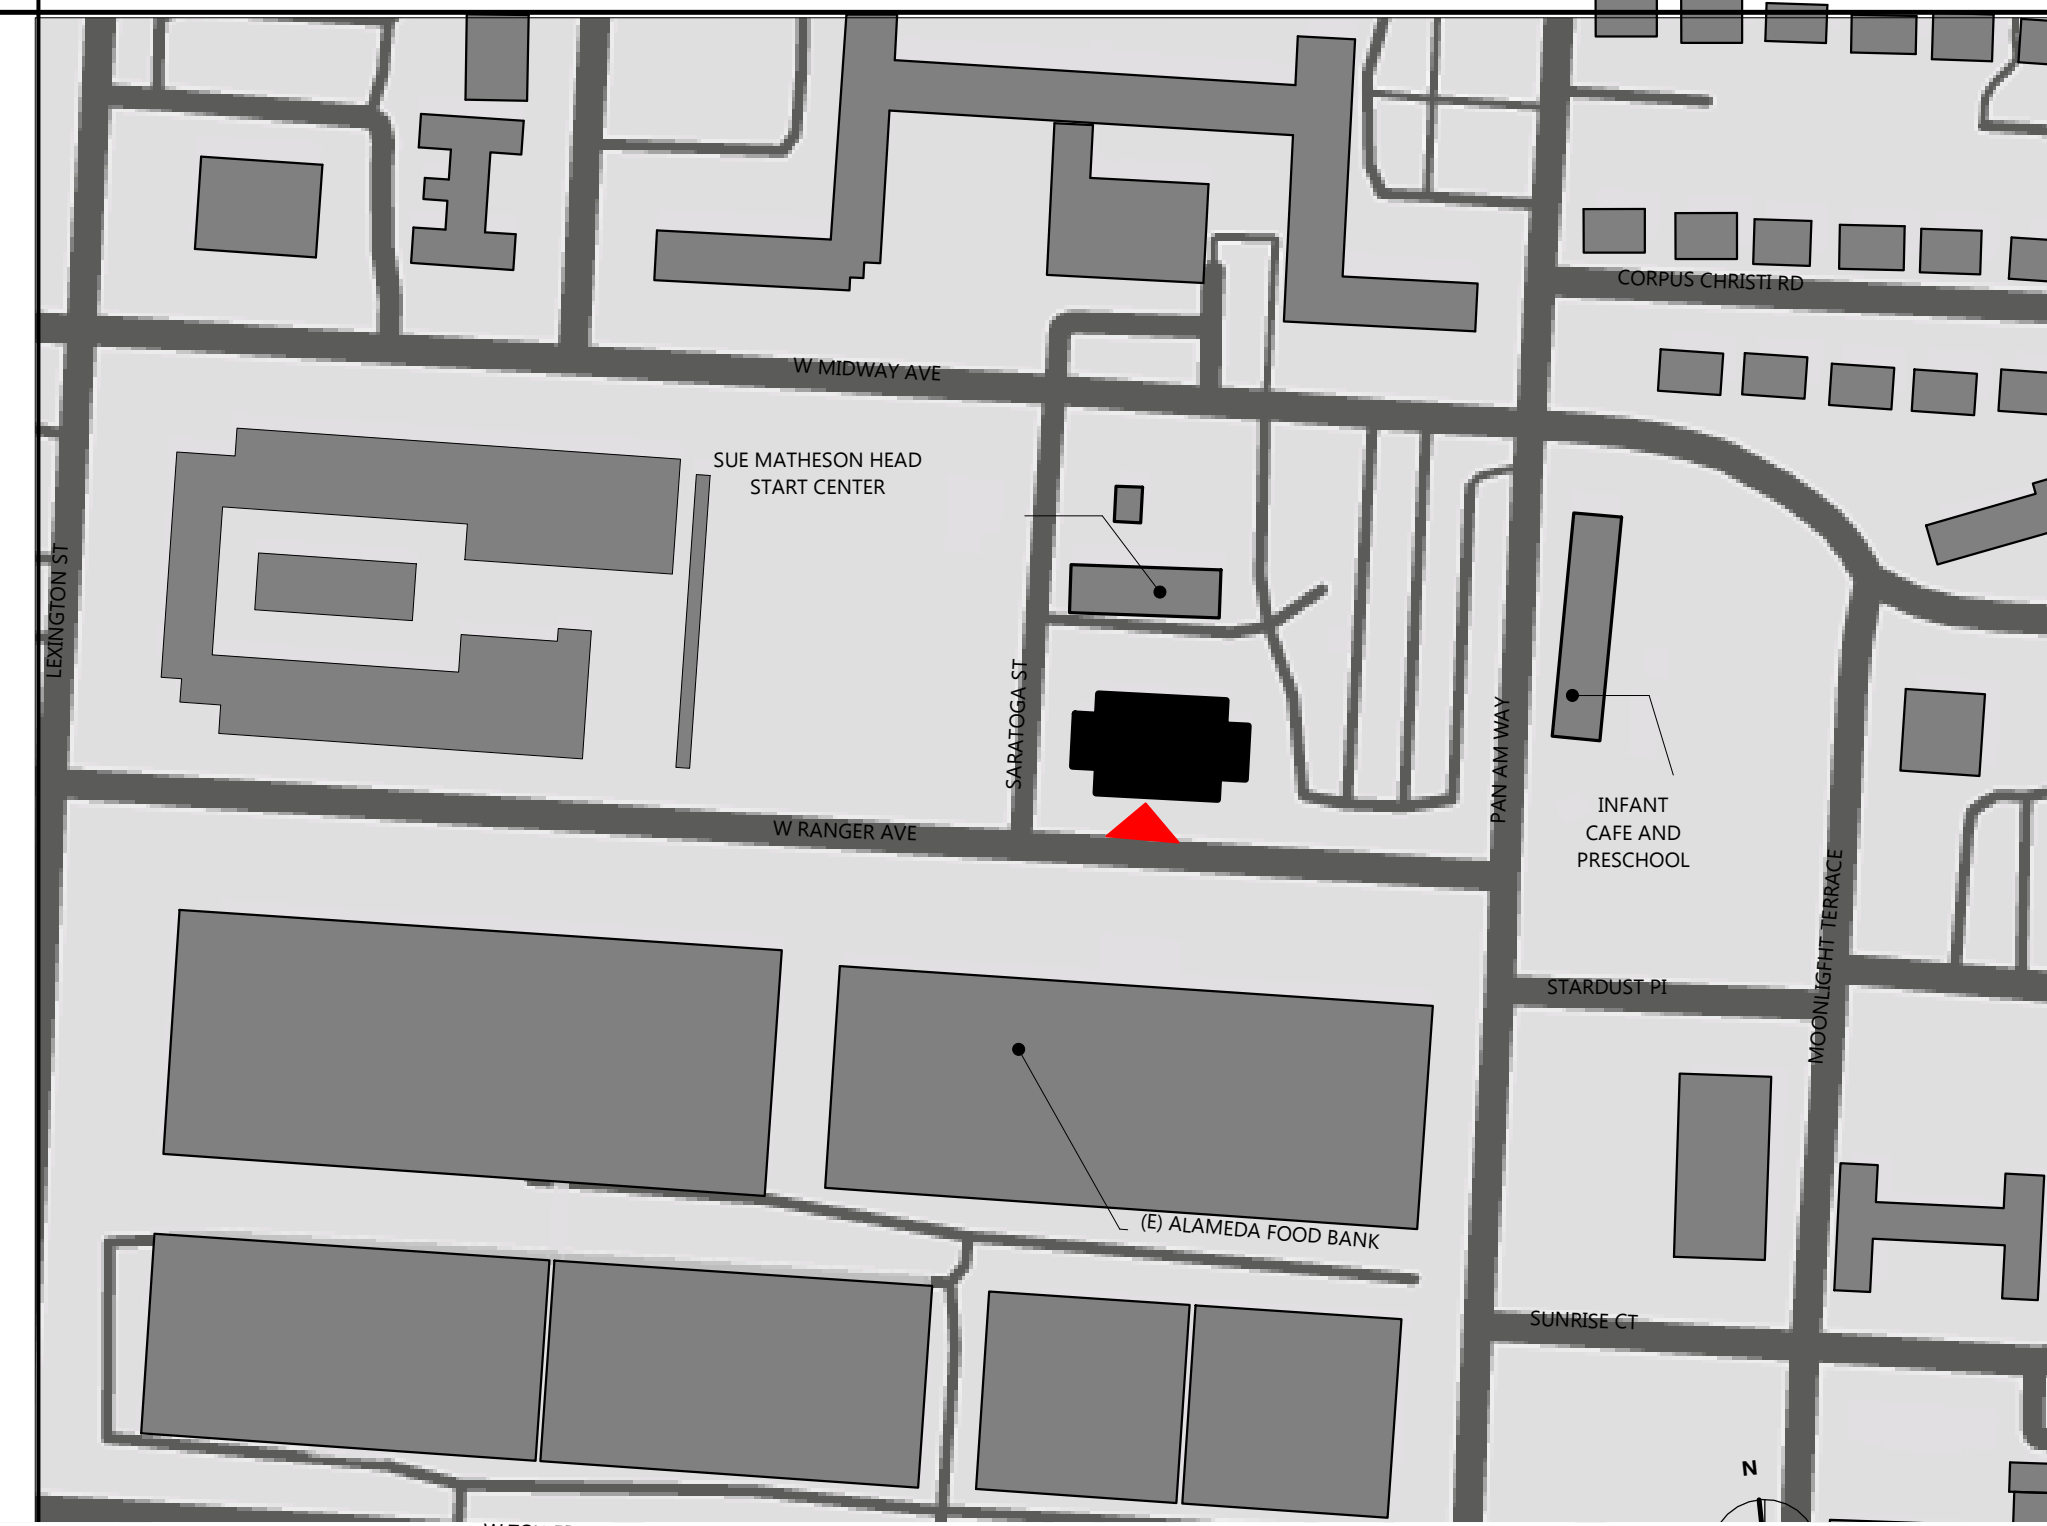 CORPUS CHRISTI RD
W MIDWAY AVE
SUE MATHESON HEAD
START CENTER
LEXINGTON ST
SARATOGA ST
PAN AM WAY
INFANT
CAFE AND
PRESCHOOL
W RANGER AVE
MOONLIGFHT TERRACE
STARDUST PI
(E) ALAMEDA FOOD BANK
SUNRISE CT
N